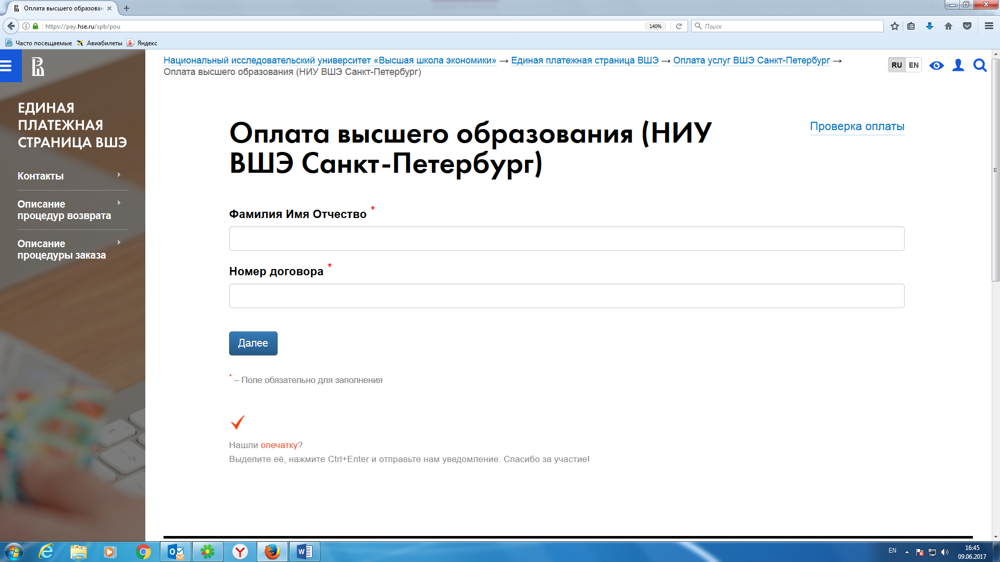 Оплата высшего образован
https://pay.hse.ru/spb/pou
140%
Поиск
Часто посещаемые
Авиабилеты
Яндекс
Национальный исследовательский университет «Высшая школа экономики» → Единая платежная страница ВШЭ → Оплата услуг ВШЭ Санкт-Петербург →
Оплата высшего образования (НИУ ВШЭ Санкт-Петербург)
RU EN
ЕДИНАЯ
ПЛАТЕЖНАЯ
СТРАНИЦА ВШЭ
Контакты
Описание
процедур возврата
Описание
процедуры заказа
Оплата высшего образования (НИУ
ВШЭ Санкт-Петербург)
Проверка оплаты
Фамилия Имя Отчество *
Номер договора *
Далее
* – Поле обязательно для заполнения
Нашли опечатку?
Выделите её, нажмите Ctrl+Enter и отправьте нам уведомление. Спасибо за участие!
EN
16:45
09.06.2017